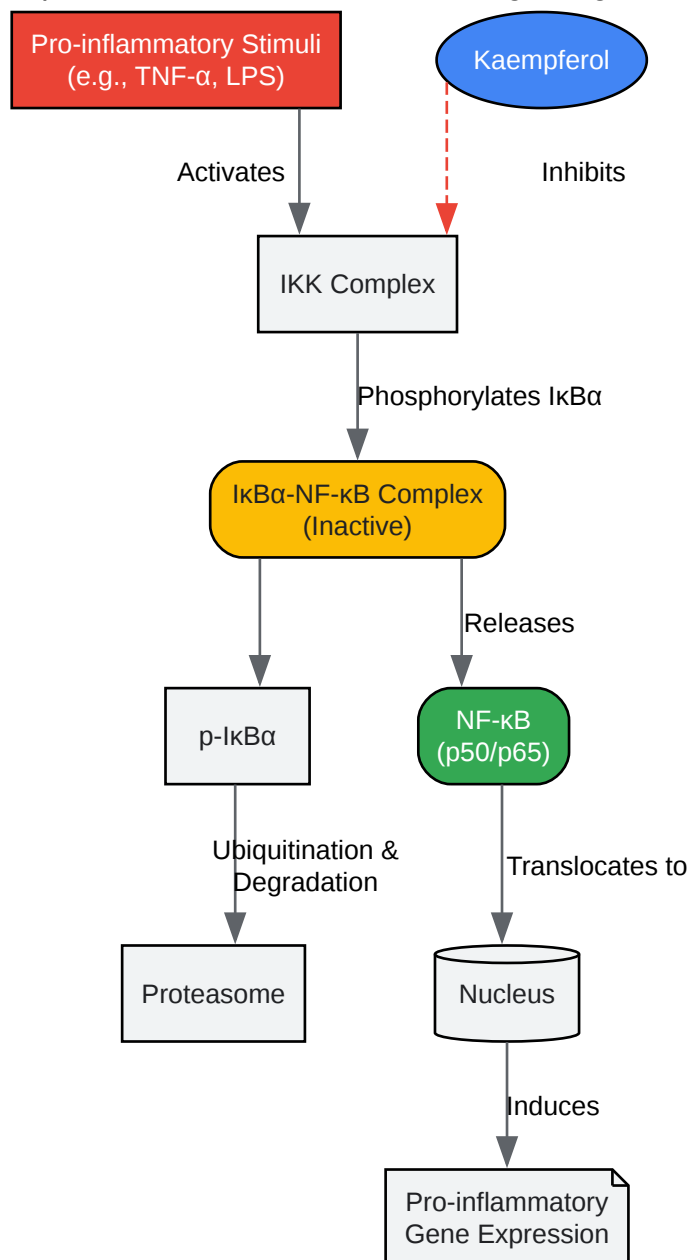 Pro-inflammatory Stimuli
(e.g., TNF-α, LPS)
Kaempferol
Activates
Inhibits
IKK Complex
Phosphorylates IκBα
IκBα-NF-κB Complex
(Inactive)
Releases
p-IκBα
NF-κB
(p50/p65)
Ubiquitination &
Degradation
Translocates to
Proteasome
Nucleus
Induces
Pro-inflammatory
Gene Expression